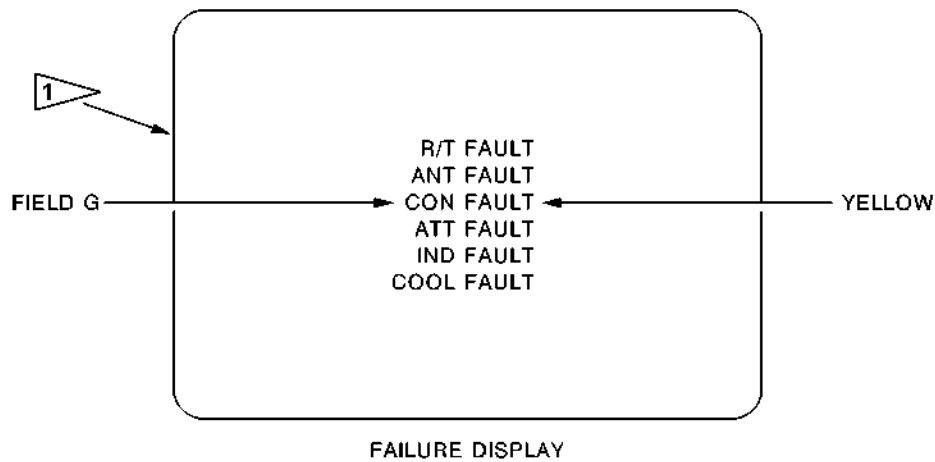 1
R/T FAULT
ANT FAULT
FIELD G CON FAULT YELLOW
ATT FAULT
IND FAULT
COOL FAULT
FAILURE DISPLAY